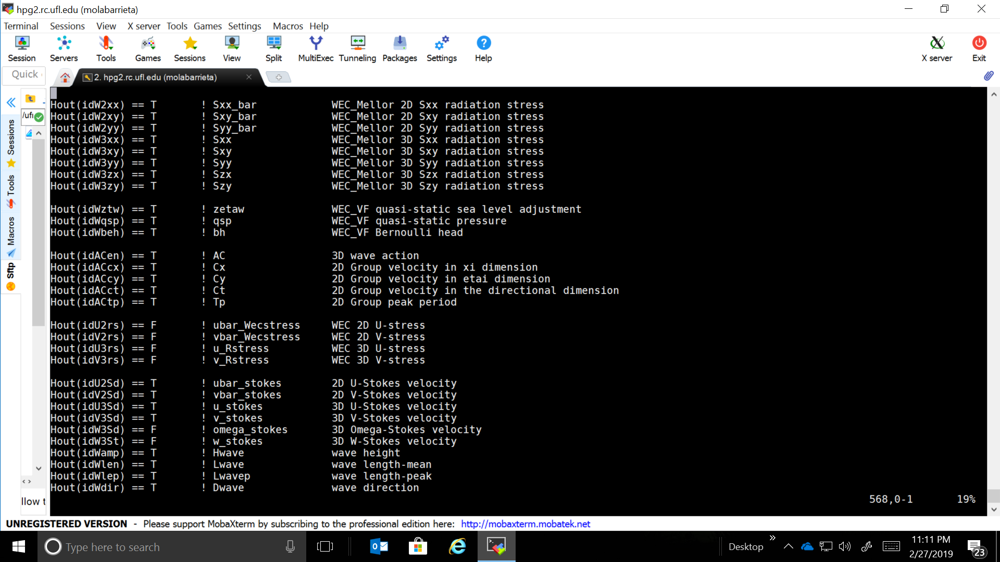 hpg2.rc.ufl.edu (molabarrieta)
Terminal Sessions View X server Tools Games Settings Macros Help
Session Servers Tools Games Sessions View Split MultiExec Tunneling Packages Settings Help X server Exit
Quick
2. hpg2.rc.ufl.edu (molabarrieta)
Sessions
Tools
Macros
Sftp
Hout(idW2xx) == T ! Sxx_bar WEC_Mellor 2D Sxx radiation stress
Hout(idW2xy) == T ! Sxy_bar WEC_Mellor 2D Sxy radiation stress
Hout(idW2yy) == T ! Syy_bar WEC_Mellor 2D Syy radiation stress
Hout(idW3xx) == T ! Sxx WEC_Mellor 3D Sxx radiation stress
Hout(idW3xy) == T ! Sxy WEC_Mellor 3D Sxy radiation stress
Hout(idW3yy) == T ! Syy WEC_Mellor 3D Syy radiation stress
Hout(idW3zx) == T ! Szx WEC_Mellor 3D Szx radiation stress
Hout(idW3zy) == T ! Szy WEC_Mellor 3D Szy radiation stress
Hout(idWztw) == T ! zetaw WEC_VF quasi-static sea level adjustment
Hout(idWqsp) == T ! qsp WEC_VF quasi-static pressure
Hout(idWbeh) == T ! bh WEC_VF Bernoulli head
Hout(idACen) == T ! AC 3D wave action
Hout(idACcx) == T ! Cx 2D Group velocity in xi dimension
Hout(idACcy) == T ! Cy 2D Group velocity in etai dimension
Hout(idACct) == T ! Ct 2D Group velocity in the directional dimension
Hout(idACtp) == T ! Tp 2D Group peak period
Hout(idU2rs) == F ! ubar_Wecstress WEC 2D U-stress
Hout(idV2rs) == F ! vbar_Wecstress WEC 2D V-stress
Hout(idU3rs) == F ! u_Rstress WEC 3D U-stress
Hout(idV3rs) == F ! v_Rstress WEC 3D V-stress
Hout(idU2Sd) == T ! ubar_stokes 2D U-Stokes velocity
Hout(idV2Sd) == T ! vbar_stokes 2D V-Stokes velocity
Hout(idU3Sd) == T ! u_stokes 3D U-Stokes velocity
Hout(idV3Sd) == T ! v_stokes 3D V-Stokes velocity
Hout(idW3Sd) == F ! omega_stokes 3D Omega-Stokes velocity
Hout(idW3St) == F ! w_stokes 3D W-Stokes velocity
Hout(idWamp) == T ! Hwave wave height
Hout(idWlen) == T ! Lwave wave length-mean
Hout(idWlep) == T ! Lwavep wave length-peak
Hout(idWdir) == T ! Dwave wave direction
568,0-1 19%
UNREGISTERED VERSION - Please support MobaXterm by subscribing to the professional edition here: http://mobaxterm.mobatek.net
Type here to search
Desktop
11:11 PM
2/27/2019
23